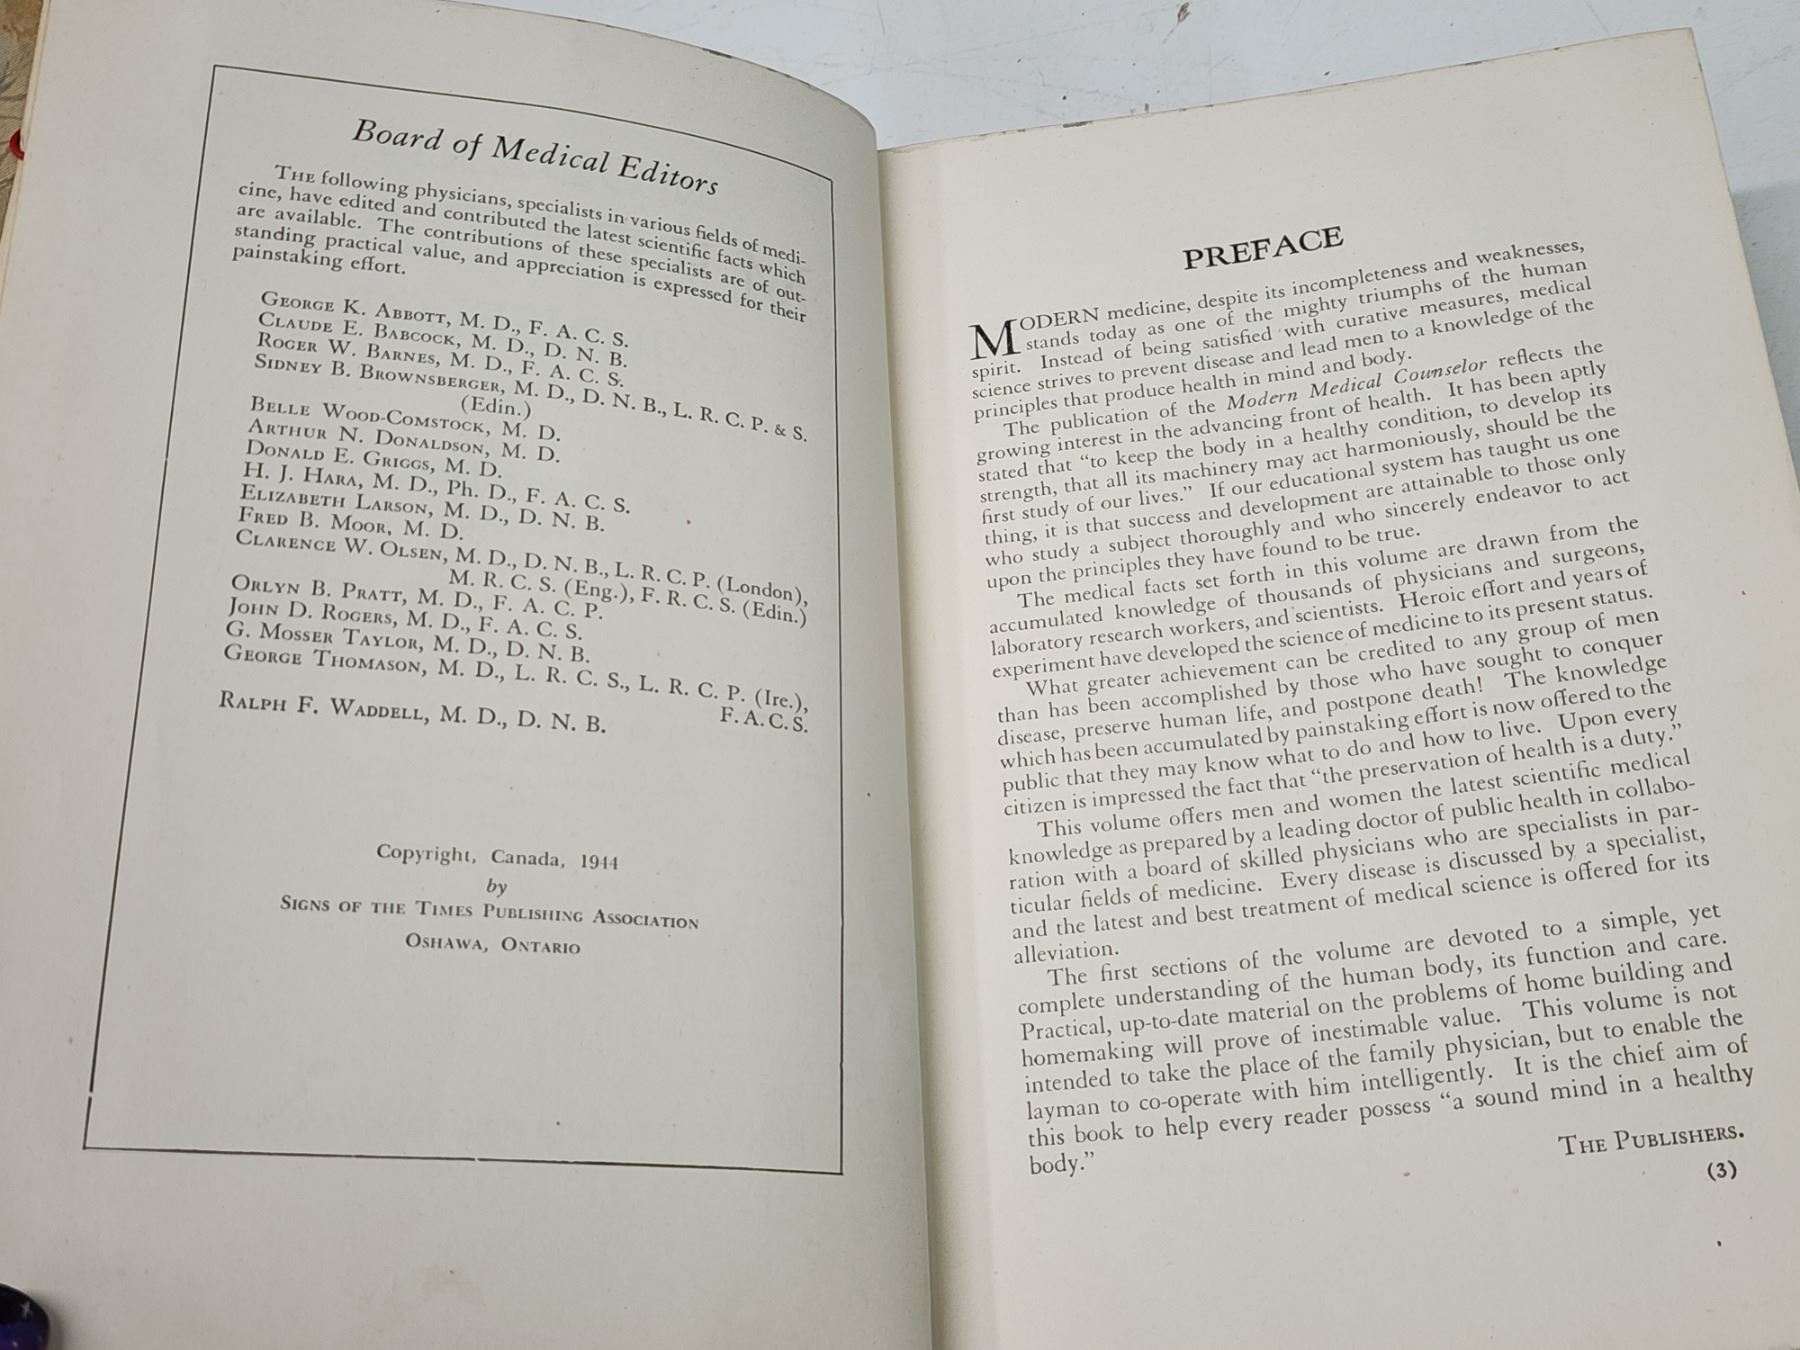 Board of Medical Editors
THE following physicians, specialists in various fields of medi-
cine, have edited and contributed the latest scientific facts which
are available. The contributions of these specialists are of out-
standing practical value, and appreciation is expressed for their
painstaking effort.
GEORGE K. ABBOTT, M. D., F. A. C. S.
CLAUDE E. BABCOCK, M. D., D. N. B.
ROGER W. BARNES, M. D., F. A. C. S.
SIDNEY B. BROWNSBERGER, M. D., D. N. B., L. R. C. P. & S.
(Edin.)
BELLE WOOD-COMSTOCK, M. D.
ARTHUR N. DONALDSON, M. D.
DONALD E. GRIGGS, M. D.
H. J. HARA, M. D., Ph. D., F. A. C. S.
ELIZABETH LARSON, M. D., D. N. B.
FRED B. MOOR, M. D.
CLARENCE W. OLSEN, M. D., D. N. B., L. R. C. P. (London),
M. R. C. S. (Eng.), F. R. C. S. (Edin.)
ORLYN B. PRATT, M. D., F. A. C. P.
JOHN D. ROGERS, M. D., F. A. C. S.
G. MOSSER TAYLOR, M. D., D. N. B.
GEORGE THOMASON, M. D., L. R. C. S., L. R. C. P. (Ire.),
F. A. C. S.
RALPH F. WADDELL, M. D., D. N. B.
Copyright, Canada, 1944
by
SIGNS OF THE TIMES PUBLISHING ASSOCIATION
OSHAWA, ONTARIO
PREFACE
MODERN medicine, despite its incompleteness and weaknesses,
stands today as one of the mighty triumphs of the human
spirit. Instead of being satisfied with curative measures, medical
science strives to prevent disease and lead men to a knowledge of the
principles that produce health in mind and body.
The publication of the Modern Medical Counselor reflects the
growing interest in the advancing front of health. It has been aptly
stated that "to keep the body in a healthy condition, to develop its
strength, that all its machinery may act harmoniously, should be the
first study of our lives." If our educational system has taught us one
thing, it is that success and development are attainable to those only
who study a subject thoroughly and who sincerely endeavor to act
upon the principles they have found to be true.
The medical facts set forth in this volume are drawn from the
accumulated knowledge of thousands of physicians and surgeons,
laboratory research workers, and scientists. Heroic effort and years of
experiment have developed the science of medicine to its present status.
What greater achievement can be credited to any group of men
than has been accomplished by those who have sought to conquer
disease, preserve human life, and postpone death! The knowledge
which has been accumulated by painstaking effort is now offered to the
public that they may know what to do and how to live. Upon every
citizen is impressed the fact that "the preservation of health is a duty."
This volume offers men and women the latest scientific medical
knowledge as prepared by a leading doctor of public health in collabo-
ration with a board of skilled physicians who are specialists in par-
ticular fields of medicine. Every disease is discussed by a specialist,
and the latest and best treatment of medical science is offered for its
alleviation.
The first sections of the volume are devoted to a simple, yet
complete understanding of the human body, its function and care.
Practical, up-to-date material on the problems of home building and
homemaking will prove of inestimable value. This volume is not
intended to take the place of the family physician, but to enable the
layman to co-operate with him intelligently. It is the chief aim of
this book to help every reader possess "a sound mind in a healthy
body."
THE PUBLISHERS.
(3)